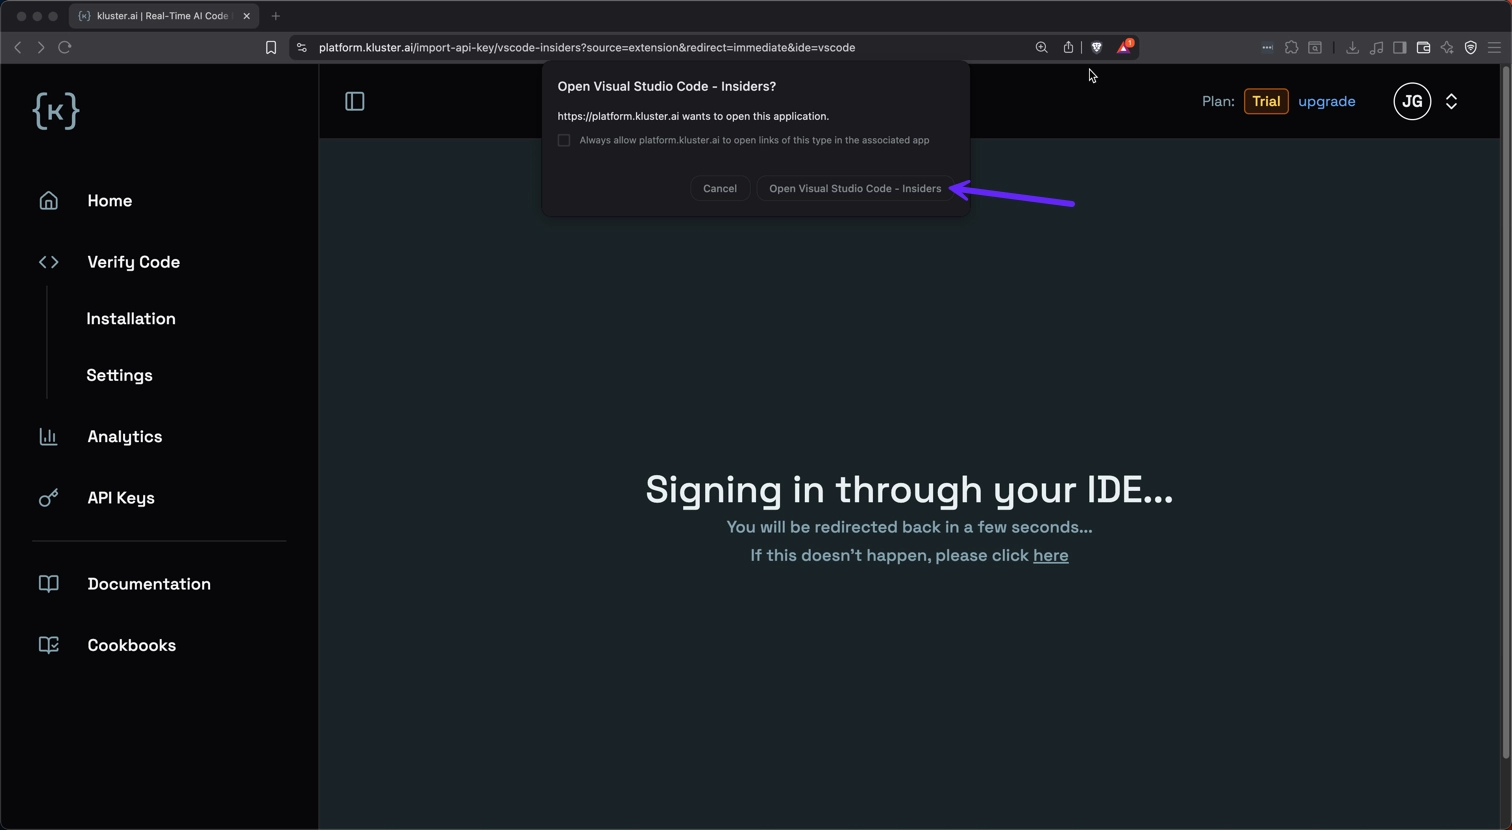 kluster.ai | Real-Time AI Code
platform.kluster.ai/import-api-key/vscode-insiders?source=extension&redirect=immediate&ide=vscode
1
{K}
Open Visual Studio Code - Insiders?
https://platform.kluster.ai wants to open this application.
Always allow platform.kluster.ai to open links of this type in the associated app
Cancel
Open Visual Studio Code - Insiders
Plan: Trial upgrade
JG
Home
Verify Code
Installation
Settings
Analytics
API Keys
Documentation
Cookbooks
Signing in through your IDE...
You will be redirected back in a few seconds...
If this doesn't happen, please click here